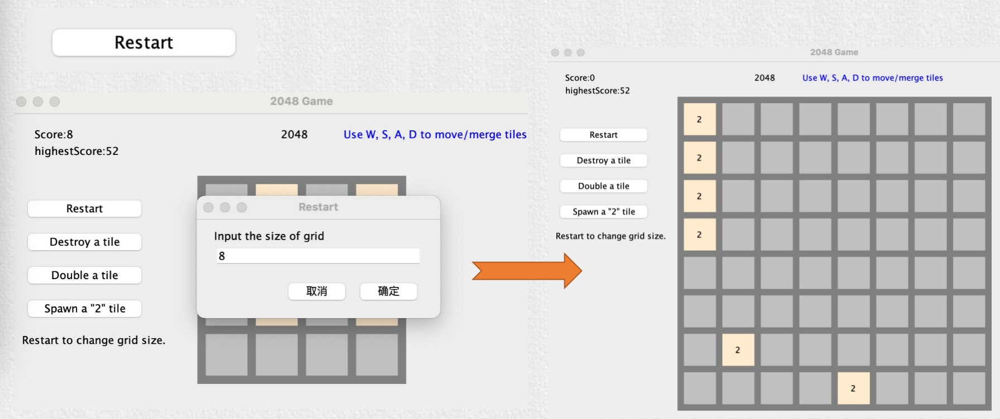 Restart
2048 Game
Score:8
2048
Use W, S, A, D to move/merge tiles
highestScore:52
Restart
Destroy a tile
Double a tile
Spawn a "2" tile
Restart to change grid size.
Restart
Input the size of grid
8
取消
确定
2048 Game
Score:0
2048
Use W, S, A, D to move/merge tiles
highestScore:52
Restart
Destroy a tile
Double a tile
Spawn a "2" tile
Restart to change grid size.
2
2
2
2
2
2